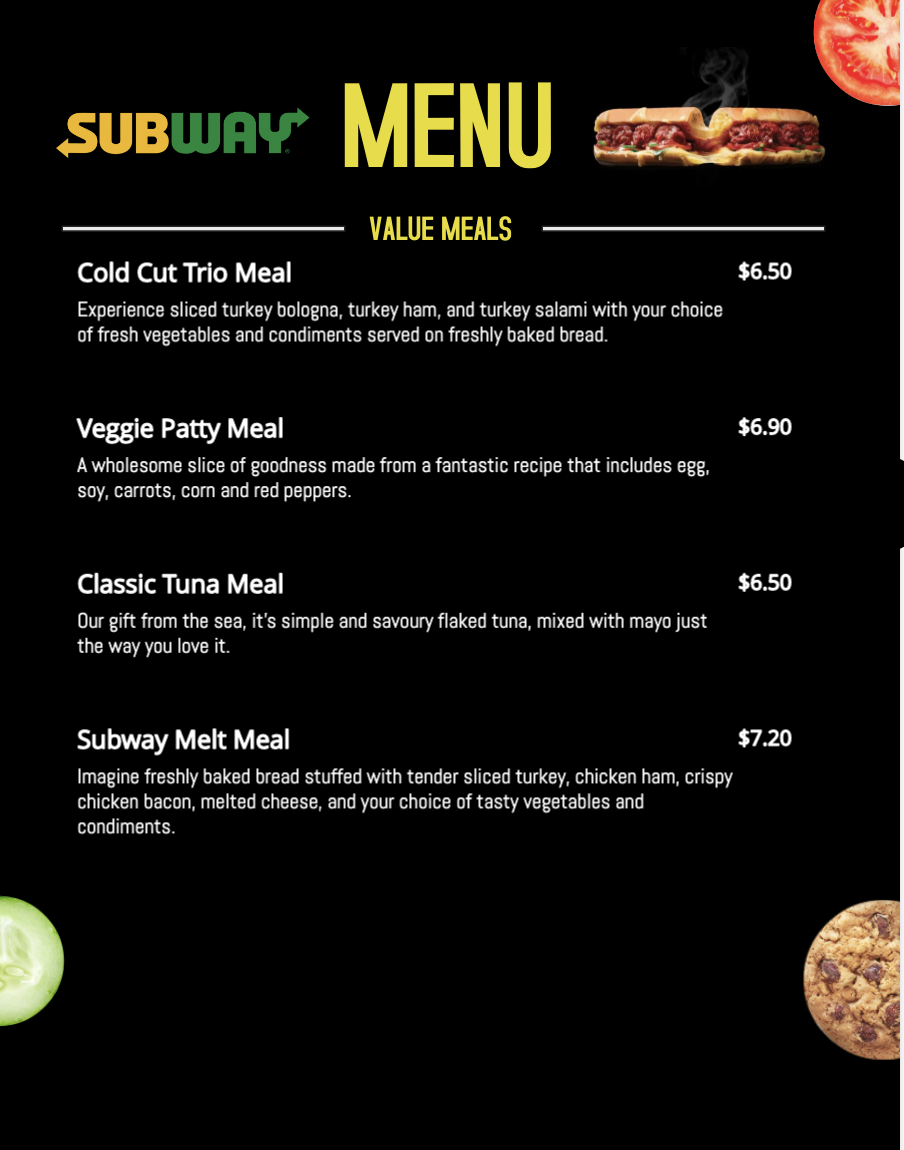 SUBWAY
MENU
VALUE MEALS
Cold Cut Trio Meal $6.50
Experience sliced turkey bologna, turkey ham, and turkey salami with your choice
of fresh vegetables and condiments served on freshly baked bread.
Veggie Patty Meal $6.90
A wholesome slice of goodness made from a fantastic recipe that includes egg,
soy, carrots, corn and red peppers.
Classic Tuna Meal $6.50
Our gift from the sea, it's simple and savoury flaked tuna, mixed with mayo just
the way you love it.
Subway Melt Meal $7.20
Imagine freshly baked bread stuffed with tender sliced turkey, chicken ham, crispy
chicken bacon, melted cheese, and your choice of tasty vegetables and
condiments.